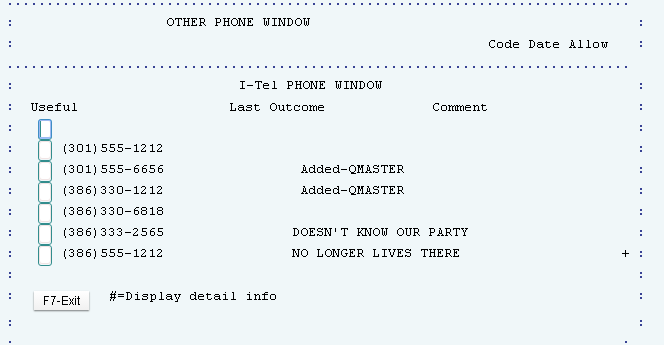 OTHER PHONE WINDOW
Code Date Allow
I-Tel PHONE WINDOW
Useful Last Outcome Comment
(301)555-1212
(301)555-6656 Added-QMASTER
(386)330-1212 Added-QMASTER
(386)330-6818
(386)333-2565 DOESN'T KNOW OUR PARTY
(386)555-1212 NO LONGER LIVES THERE +
F7-Exit #=Display detail info